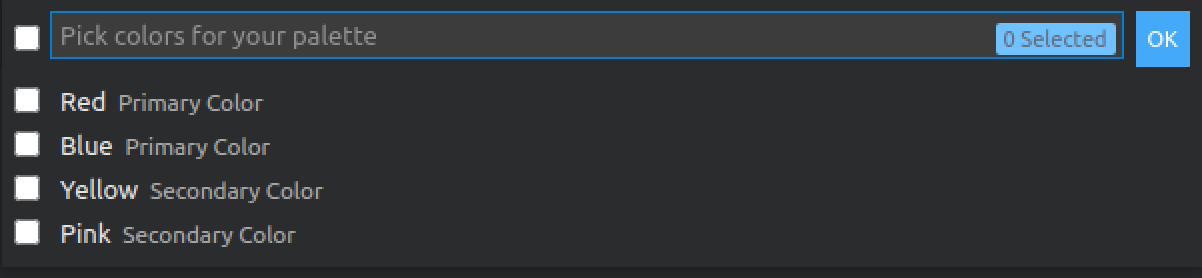 Pick colors for your palette 0 Selected OK
Red Primary Color
Blue Primary Color
Yellow Secondary Color
Pink Secondary Color